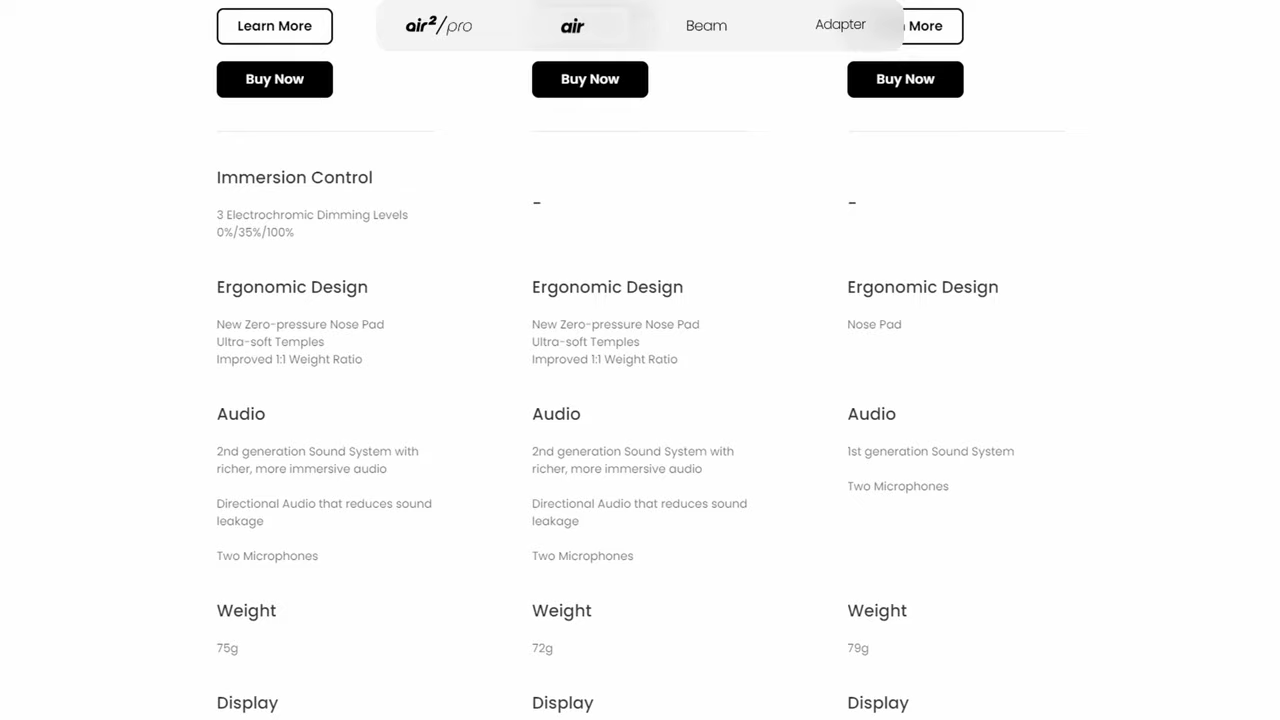 Learn More
air²/pro
air
Beam
Adapter
More
Buy Now
Buy Now
Buy Now
Immersion Control
3 Electrochromic Dimming Levels
0%/35%/100%
-
-
Ergonomic Design
New Zero-pressure Nose Pad
Ultra-soft Temples
Improved 1:1 Weight Ratio
Ergonomic Design
New Zero-pressure Nose Pad
Ultra-soft Temples
Improved 1:1 Weight Ratio
Ergonomic Design
Nose Pad
Audio
2nd generation Sound System with
richer, more immersive audio
Directional Audio that reduces sound
leakage
Two Microphones
Audio
2nd generation Sound System with
richer, more immersive audio
Directional Audio that reduces sound
leakage
Two Microphones
Audio
1st generation Sound System
Two Microphones
Weight
75g
Weight
72g
Weight
79g
Display
Display
Display